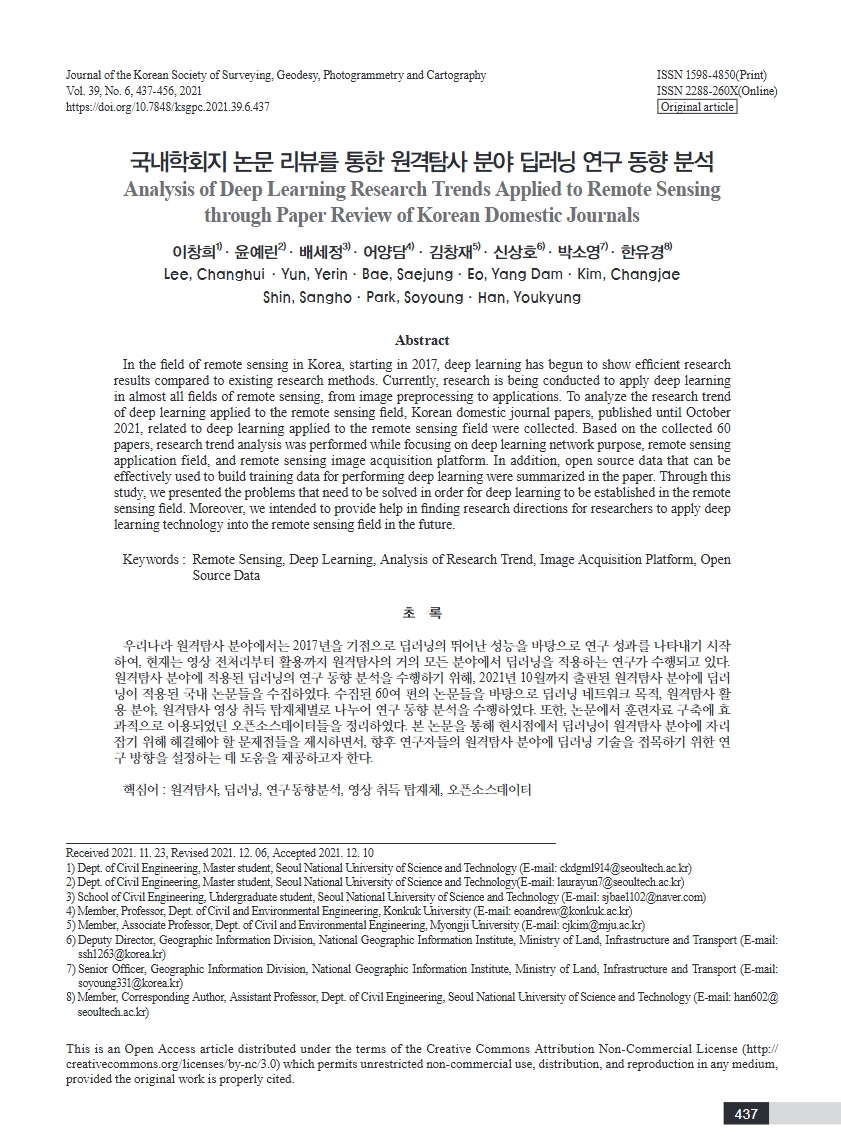 Journal of the Korean Society of Surveying, Geodesy, Photogrammetry and Cartography
Vol. 39, No. 6, 437-456, 2021
https://doi.org/10.7848/ksgpc.2021.39.6.437
ISSN 1598-4850(Print)
ISSN 2288-260X(Online)
Original article
국내학회지 논문 리뷰를 통한 원격탐사 분야 딥러닝 연구 동향 분석
Analysis of Deep Learning Research Trends Applied to Remote Sensing
through Paper Review of Korean Domestic Journals
이창희1) · 윤예린2) · 배세정3) · 어양담4) · 김창재5) · 신상호6) · 박소영7) · 한유경8)
Lee, Changhui · Yun, Yerin · Bae, Saejung · Eo, Yang Dam · Kim, Changjae
Shin, Sangho · Park, Soyoung · Han, Youkyung
Abstract
In the field of remote sensing in Korea, starting in 2017, deep learning has begun to show efficient research
results compared to existing research methods. Currently, research is being conducted to apply deep learning
in almost all fields of remote sensing, from image preprocessing to applications. To analyze the research trend
of deep learning applied to the remote sensing field, Korean domestic journal papers, published until October
2021, related to deep learning applied to the remote sensing field were collected. Based on the collected 60
papers, research trend analysis was performed while focusing on deep learning network purpose, remote sensing
application field, and remote sensing image acquisition platform. In addition, open source data that can be
effectively used to build training data for performing deep learning were summarized in the paper. Through this
study, we presented the problems that need to be solved in order for deep learning to be established in the remote
sensing field. Moreover, we intended to provide help in finding research directions for researchers to apply deep
learning technology into the remote sensing field in the future.
Keywords : Remote Sensing, Deep Learning, Analysis of Research Trend, Image Acquisition Platform, Open
Source Data
초 록
우리나라 원격탐사 분야에서는 2017년을 기점으로 딥러닝의 뛰어난 성능을 바탕으로 연구 성과를 나타내기 시작
하여, 현재는 영상 전처리부터 활용까지 원격탐사의 거의 모든 분야에서 딥러닝을 적용하는 연구가 수행되고 있다.
원격탐사 분야에 적용된 딥러닝의 연구 동향 분석을 수행하기 위해, 2021년 10월까지 출판된 원격탐사 분야에 딥러
닝이 적용된 국내 논문들을 수집하였다. 수집된 60여 편의 논문들을 바탕으로 딥러닝 네트워크 목적, 원격탐사 활
용 분야, 원격탐사 영상 취득 탑재체별로 나누어 연구 동향 분석을 수행하였다. 또한, 논문에서 훈련자료 구축에 효
과적으로 이용되었던 오픈소스데이터들을 정리하였다. 본 논문을 통해 현시점에서 딥러닝이 원격탐사 분야에 자리
잡기 위해 해결해야 할 문제점들을 제시하면서, 향후 연구자들의 원격탐사 분야에 딥러닝 기술을 접목하기 위한 연
구 방향을 설정하는 데 도움을 제공하고자 한다.
핵심어 : 원격탐사, 딥러닝, 연구동향분석, 영상 취득 탑재체, 오픈소스데이터
Received 2021. 11. 23, Revised 2021. 12. 06, Accepted 2021. 12. 10
1) Dept. of Civil Engineering, Master student, Seoul National University of Science and Technology (E-mail: ckdgml914@seoultech.ac.kr)
2) Dept. of Civil Engineering, Master student, Seoul National University of Science and Technology(E-mail: laurayun7@seoultech.ac.kr)
3) School of Civil Engineering, Undergraduate student, Seoul National University of Science and Technology (E-mail: sjbae1102@naver.com)
4) Member, Professor, Dept. of Civil and Environmental Engineering, Konkuk University (E-mail: eoandrew@konkuk.ac.kr)
5) Member, Associate Professor, Dept. of Civil and Environmental Engineering, Myongji University (E-mail: cjkim@mju.ac.kr)
6) Deputy Director, Geographic Information Division, National Geographic Information Institute, Ministry of Land, Infrastructure and Transport (E-mail:
ssh1263@korea.kr)
7) Senior Officer, Geographic Information Division, National Geographic Information Institute, Ministry of Land, Infrastructure and Transport (E-mail:
soyoung331@korea.kr)
8) Member, Corresponding Author, Assistant Professor, Dept. of Civil Engineering, Seoul National University of Science and Technology (E-mail: han602@
seoultech.ac.kr)
This is an Open Access article distributed under the terms of the Creative Commons Attribution Non-Commercial License (http://
creativecommons.org/licenses/by-nc/3.0) which permits unrestricted non-commercial use, distribution, and reproduction in any medium,
provided the original work is properly cited.
437